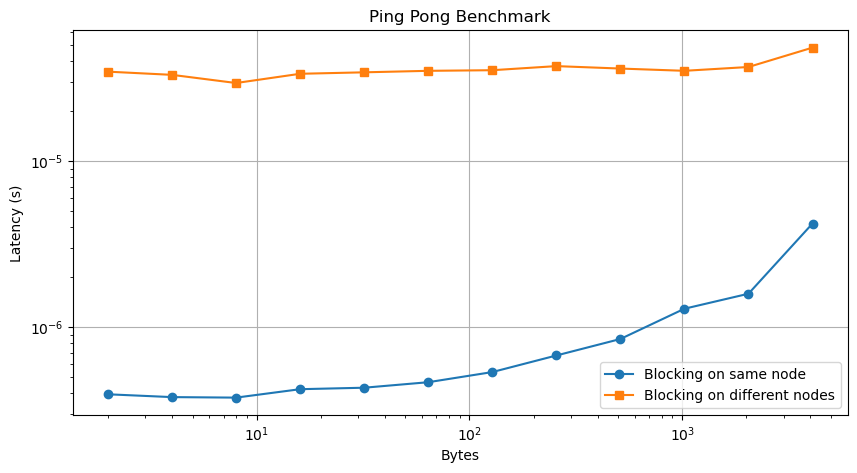 Ping Pong Benchmark
Latency (s)
10⁻⁵
10⁻⁶
10¹
10²
10³
Bytes
Blocking on same node
Blocking on different nodes